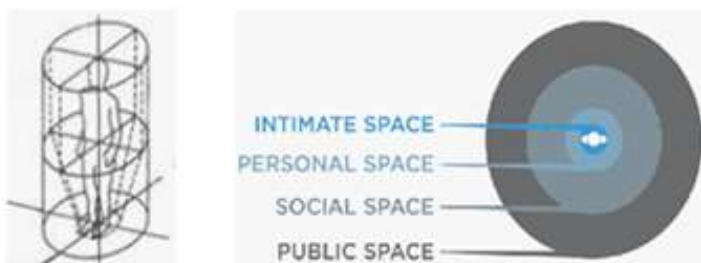 INTIMATE SPACE
PERSONAL SPACE
SOCIAL SPACE
PUBLIC SPACE